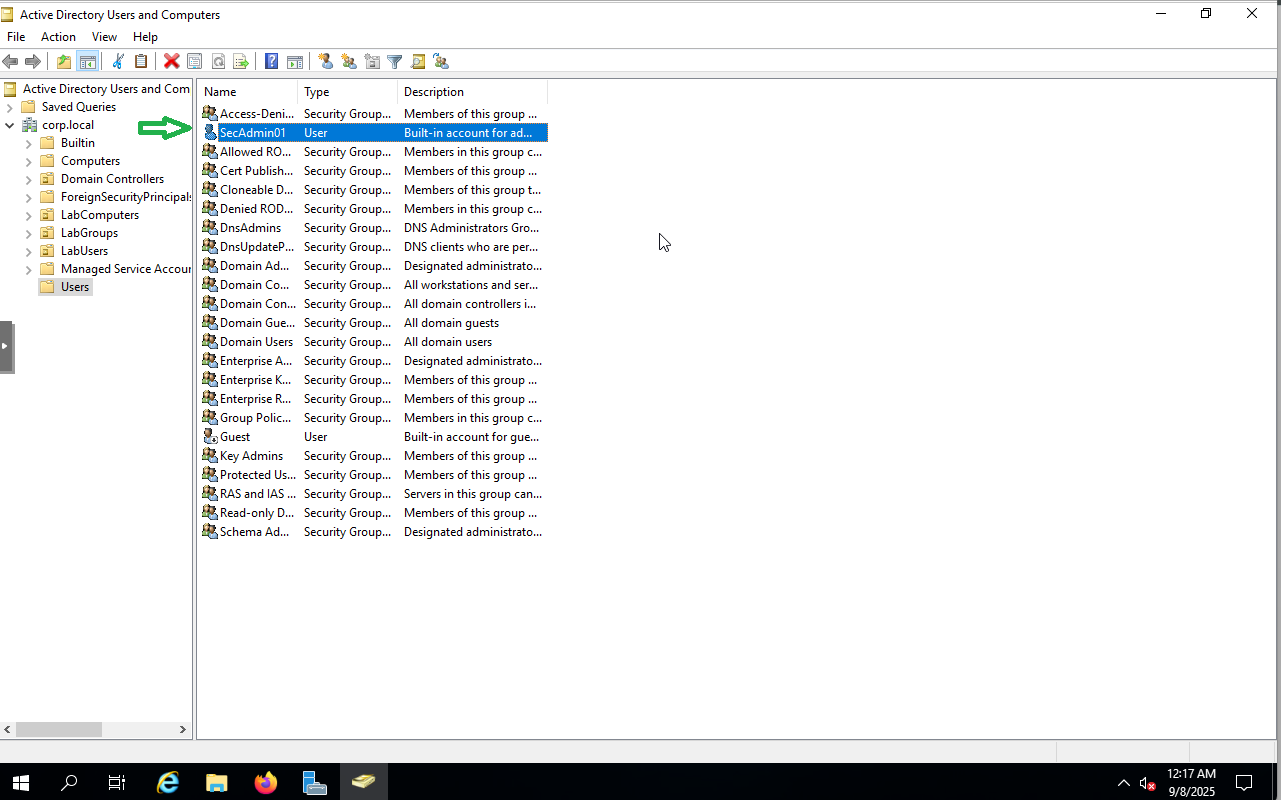 Active Directory Users and Computers
File Action View Help
Active Directory Users and Com
Saved Queries
corp.local
Builtin
Computers
Domain Controllers
ForeignSecurityPrincipals
LabComputers
LabGroups
LabUsers
Managed Service Accour
Users
Name Type Description
Access-Deni... Security Group... Members of this group ...
SecAdmin01 User Built-in account for ad...
Allowed RO... Security Group... Members in this group c...
Cert Publish... Security Group... Members of this group ...
Cloneable D... Security Group... Members of this group t...
Denied ROD... Security Group... Members in this group c...
DnsAdmins Security Group... DNS Administrators Gro...
DnsUpdateP... Security Group... DNS clients who are per...
Domain Ad... Security Group... Designated administrato...
Domain Co... Security Group... All workstations and ser...
Domain Con... Security Group... All domain controllers i...
Domain Gue... Security Group... All domain guests
Domain Users Security Group... All domain users
Enterprise A... Security Group... Designated administrato...
Enterprise K... Security Group... Members of this group ...
Enterprise R... Security Group... Members of this group ...
Group Polic... Security Group... Members in this group c...
Guest User Built-in account for gue...
Key Admins Security Group... Members of this group ...
Protected Us... Security Group... Members of this group ...
RAS and IAS ... Security Group... Servers in this group can...
Read-only D... Security Group... Members of this group ...
Schema Ad... Security Group... Designated administrato...
12:17 AM
9/8/2025